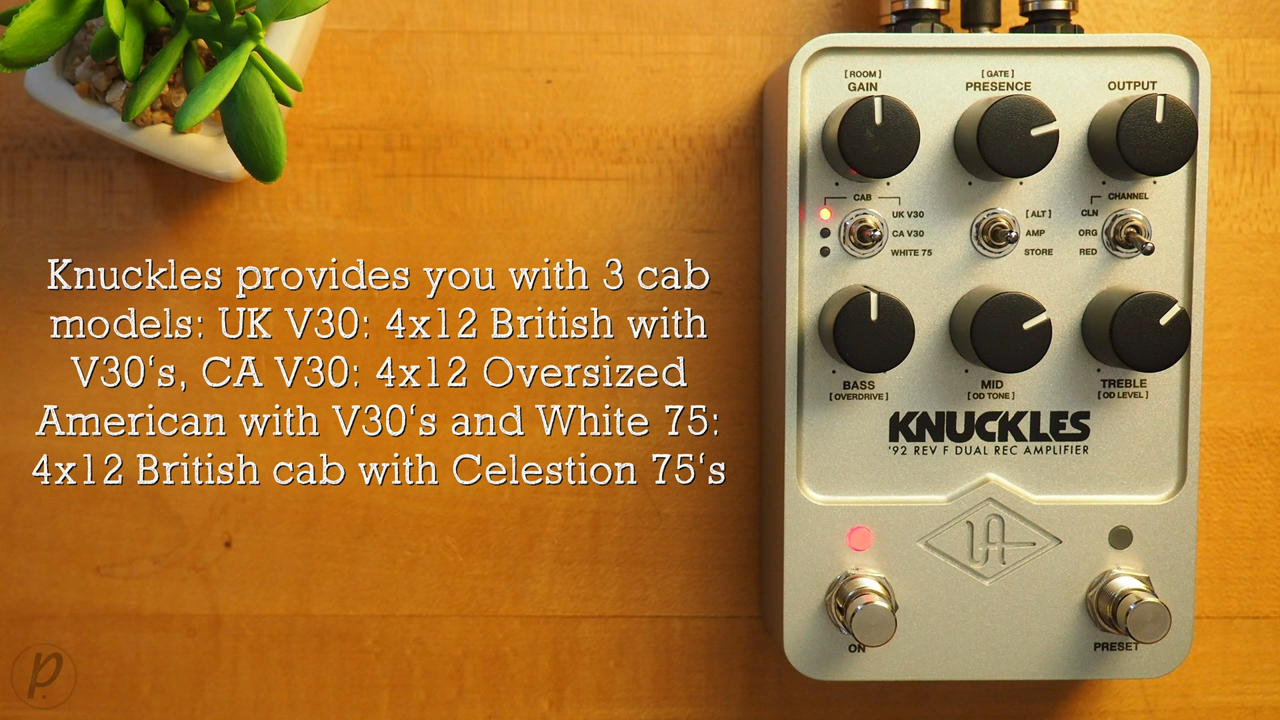 Knuckles provides you with 3 cab
models: UK V30: 4x12 British with
V30‘s, CA V30: 4x12 Oversized
American with V30‘s and White 75:
4x12 British cab with Celestion 75‘s
[ROOM]
GAIN
[GATE]
PRESENCE
OUTPUT
CAB
UK V30
CA V30
WHITE 75
[ALT]
AMP
STORE
CHANNEL
CLN
ORG
RED
BASS
[OVERDRIVE]
MID
[OD TONE]
TREBLE
[OD LEVEL]
KNUCKLES
'92 REV F DUAL REC AMPLIFIER
UA
ON
PRESET
p.